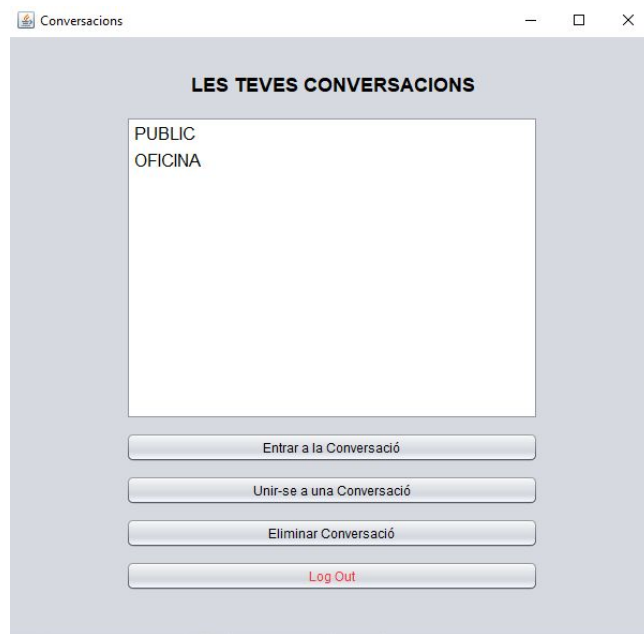 Conversacions
LES TEVES CONVERSACIONS
PUBLIC
OFICINA
Entrar a la Conversació
Unir-se a una Conversació
Eliminar Conversació
Log Out